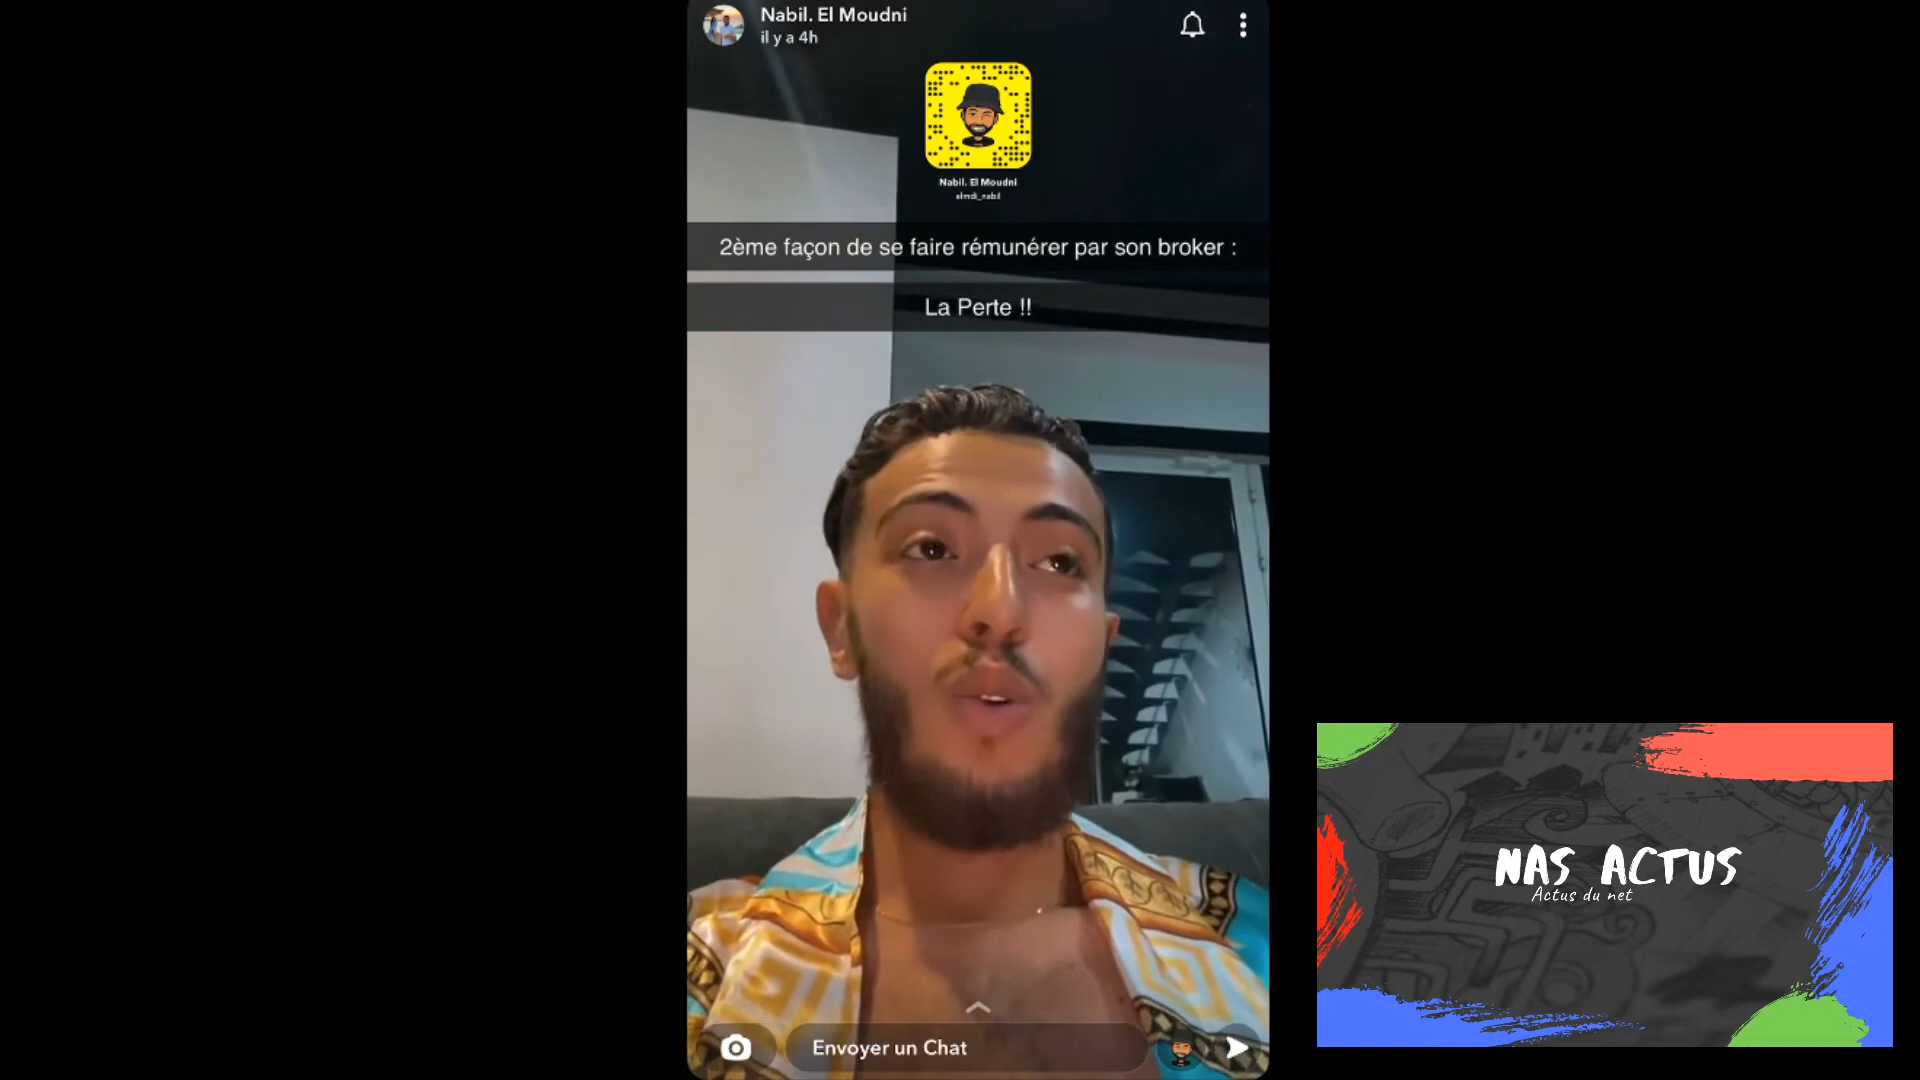 Nabil. El Moudni
il y a 4h
Nabil. El Moudni
elmdi_nabil
2ème façon de se faire rémunérer par son broker :
La Perte !!
NAS ACTUS
Actus du net
Envoyer un Chat